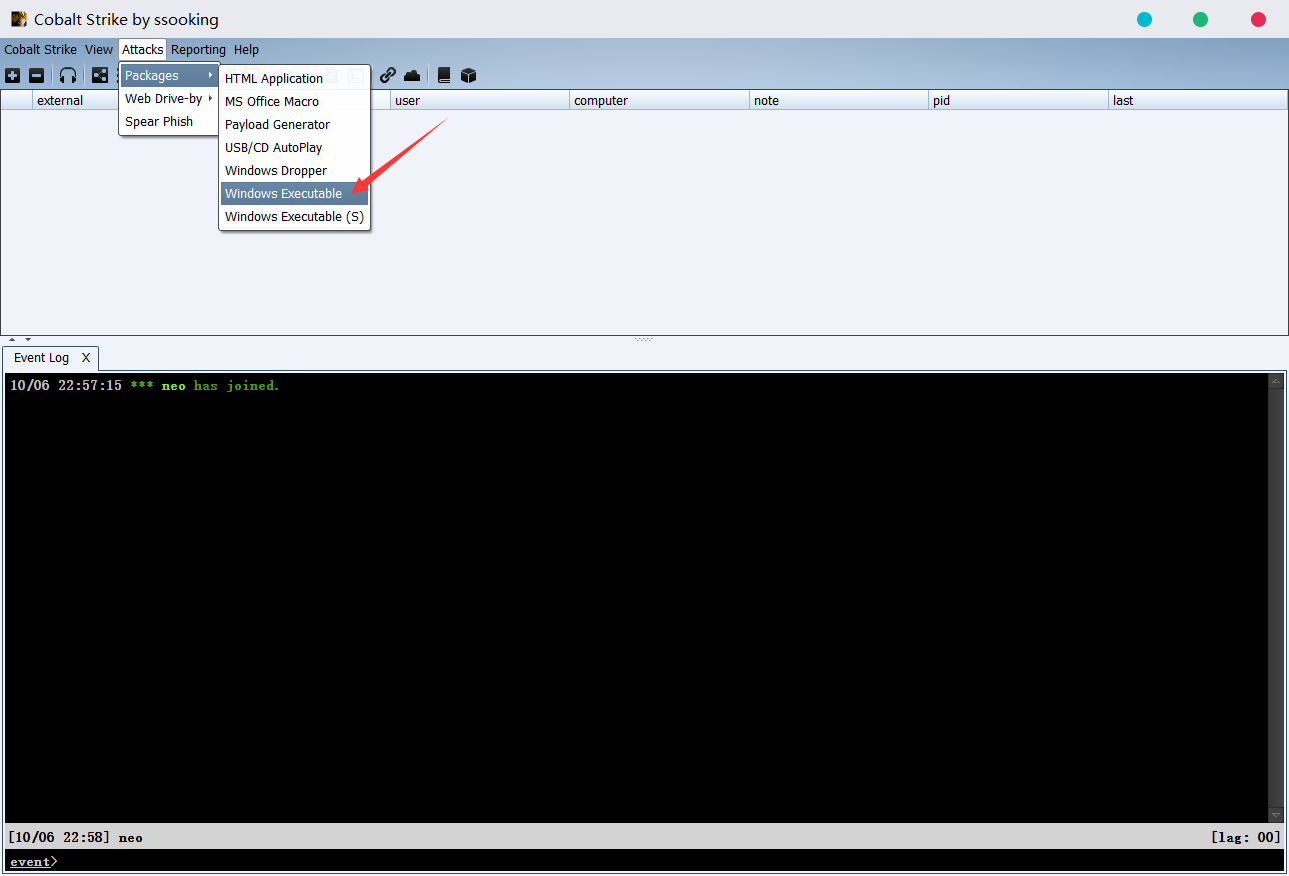 Cobalt Strike by ssooking
Cobalt Strike View Attacks Reporting Help
Packages
Web Drive-by
Spear Phish
HTML Application
MS Office Macro
Payload Generator
USB/CD AutoPlay
Windows Dropper
Windows Executable
Windows Executable (S)
external user computer note pid last
Event Log X
10/06 22:57:15 *** neo has joined.
[10/06 22:58] neo [lag: 00]
event>